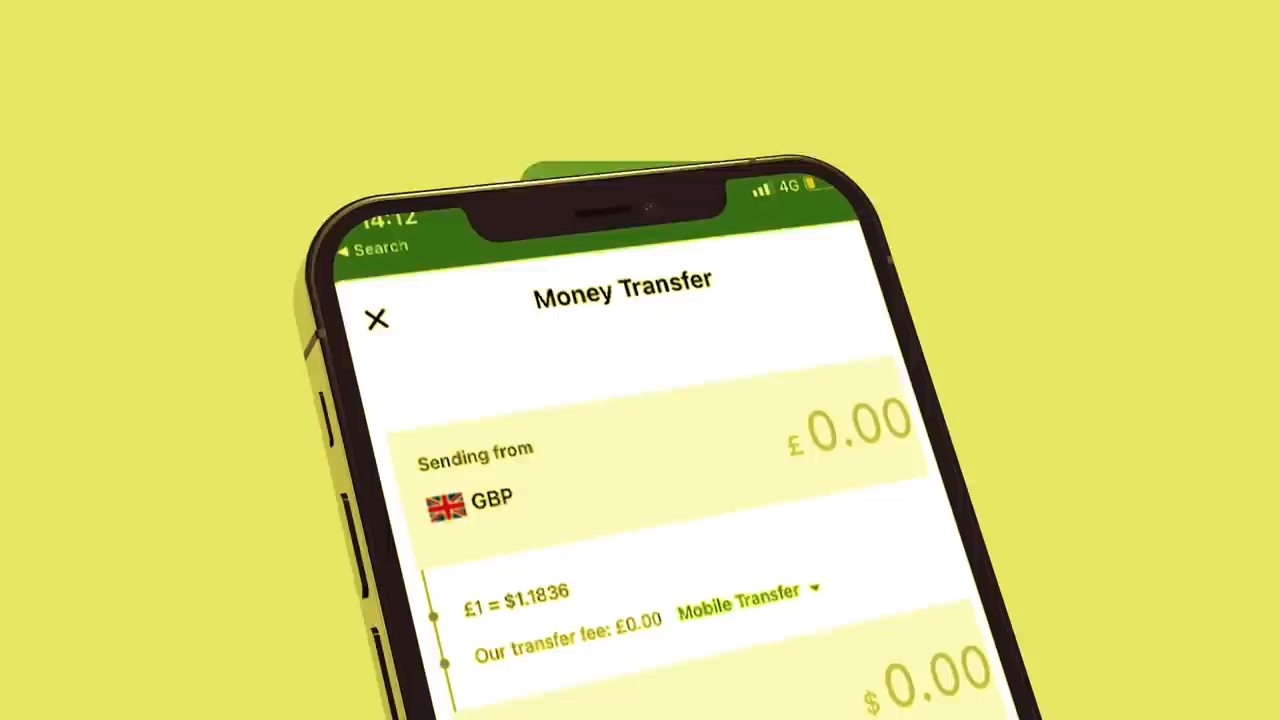 14:12
4G
◀ Search
Money Transfer
Sending from
£ 0.00
GBP
£1 = $1.1836
Our transfer fee: £0.00 Mobile Transfer
$ 0.00